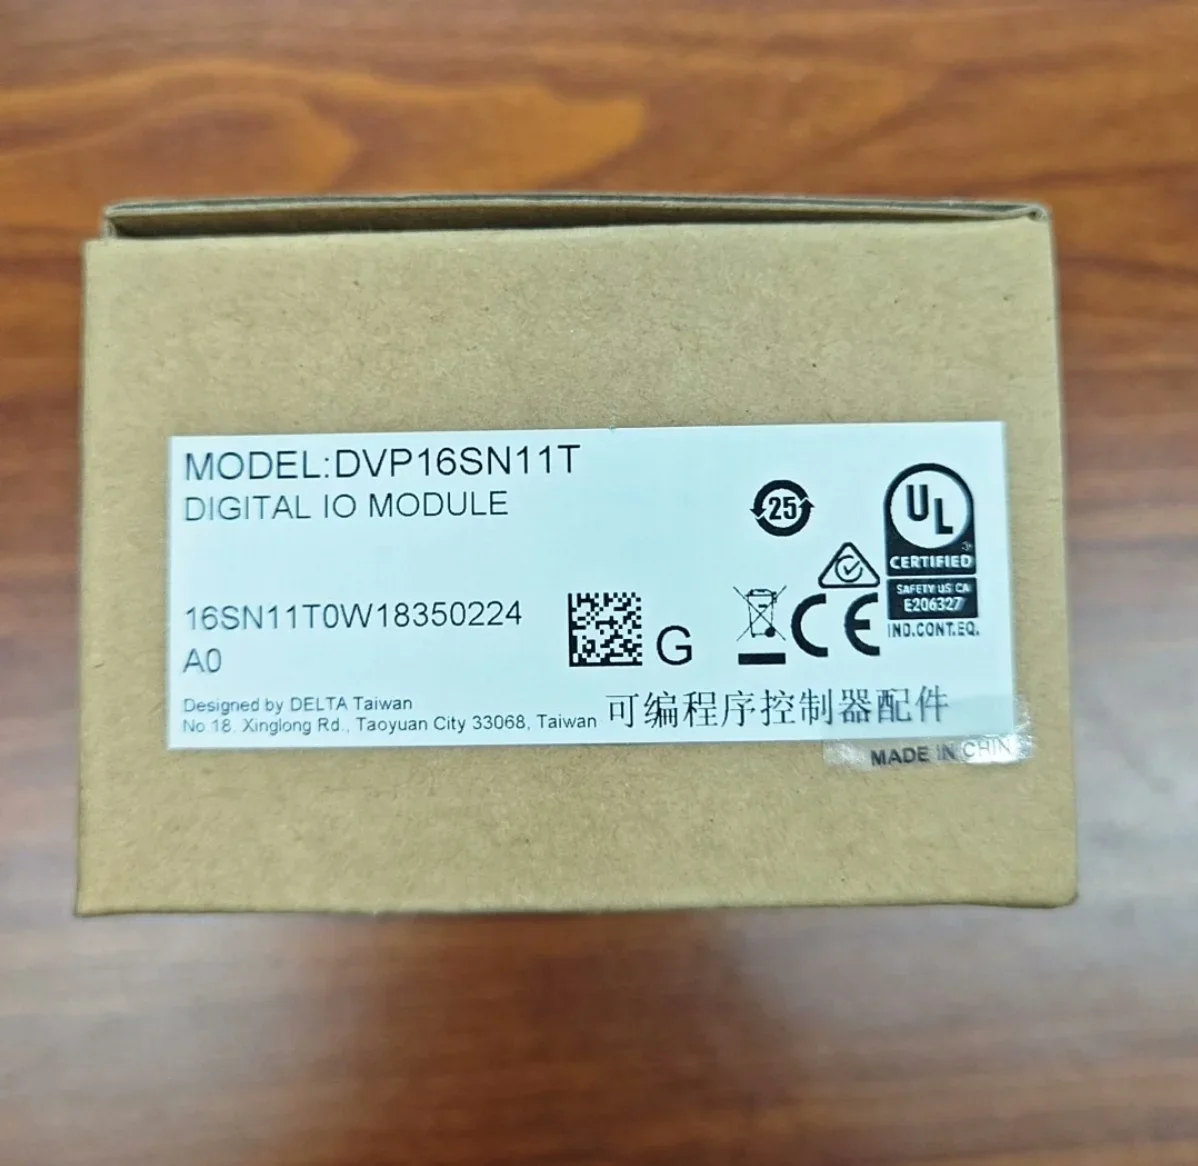 MODEL:DVP16SN11T
DIGITAL IO MODULE
25
UL
®
CERTIFIED
SAFETY US CA
E206327
IND.CONT.EQ.
16SN11T0W18350224
G
CE
A0
Designed by DELTA Taiwan
No.18, Xinglong Rd., Taoyuan City 33068, Taiwan
可编程序控制器配件
MADE IN CHIN